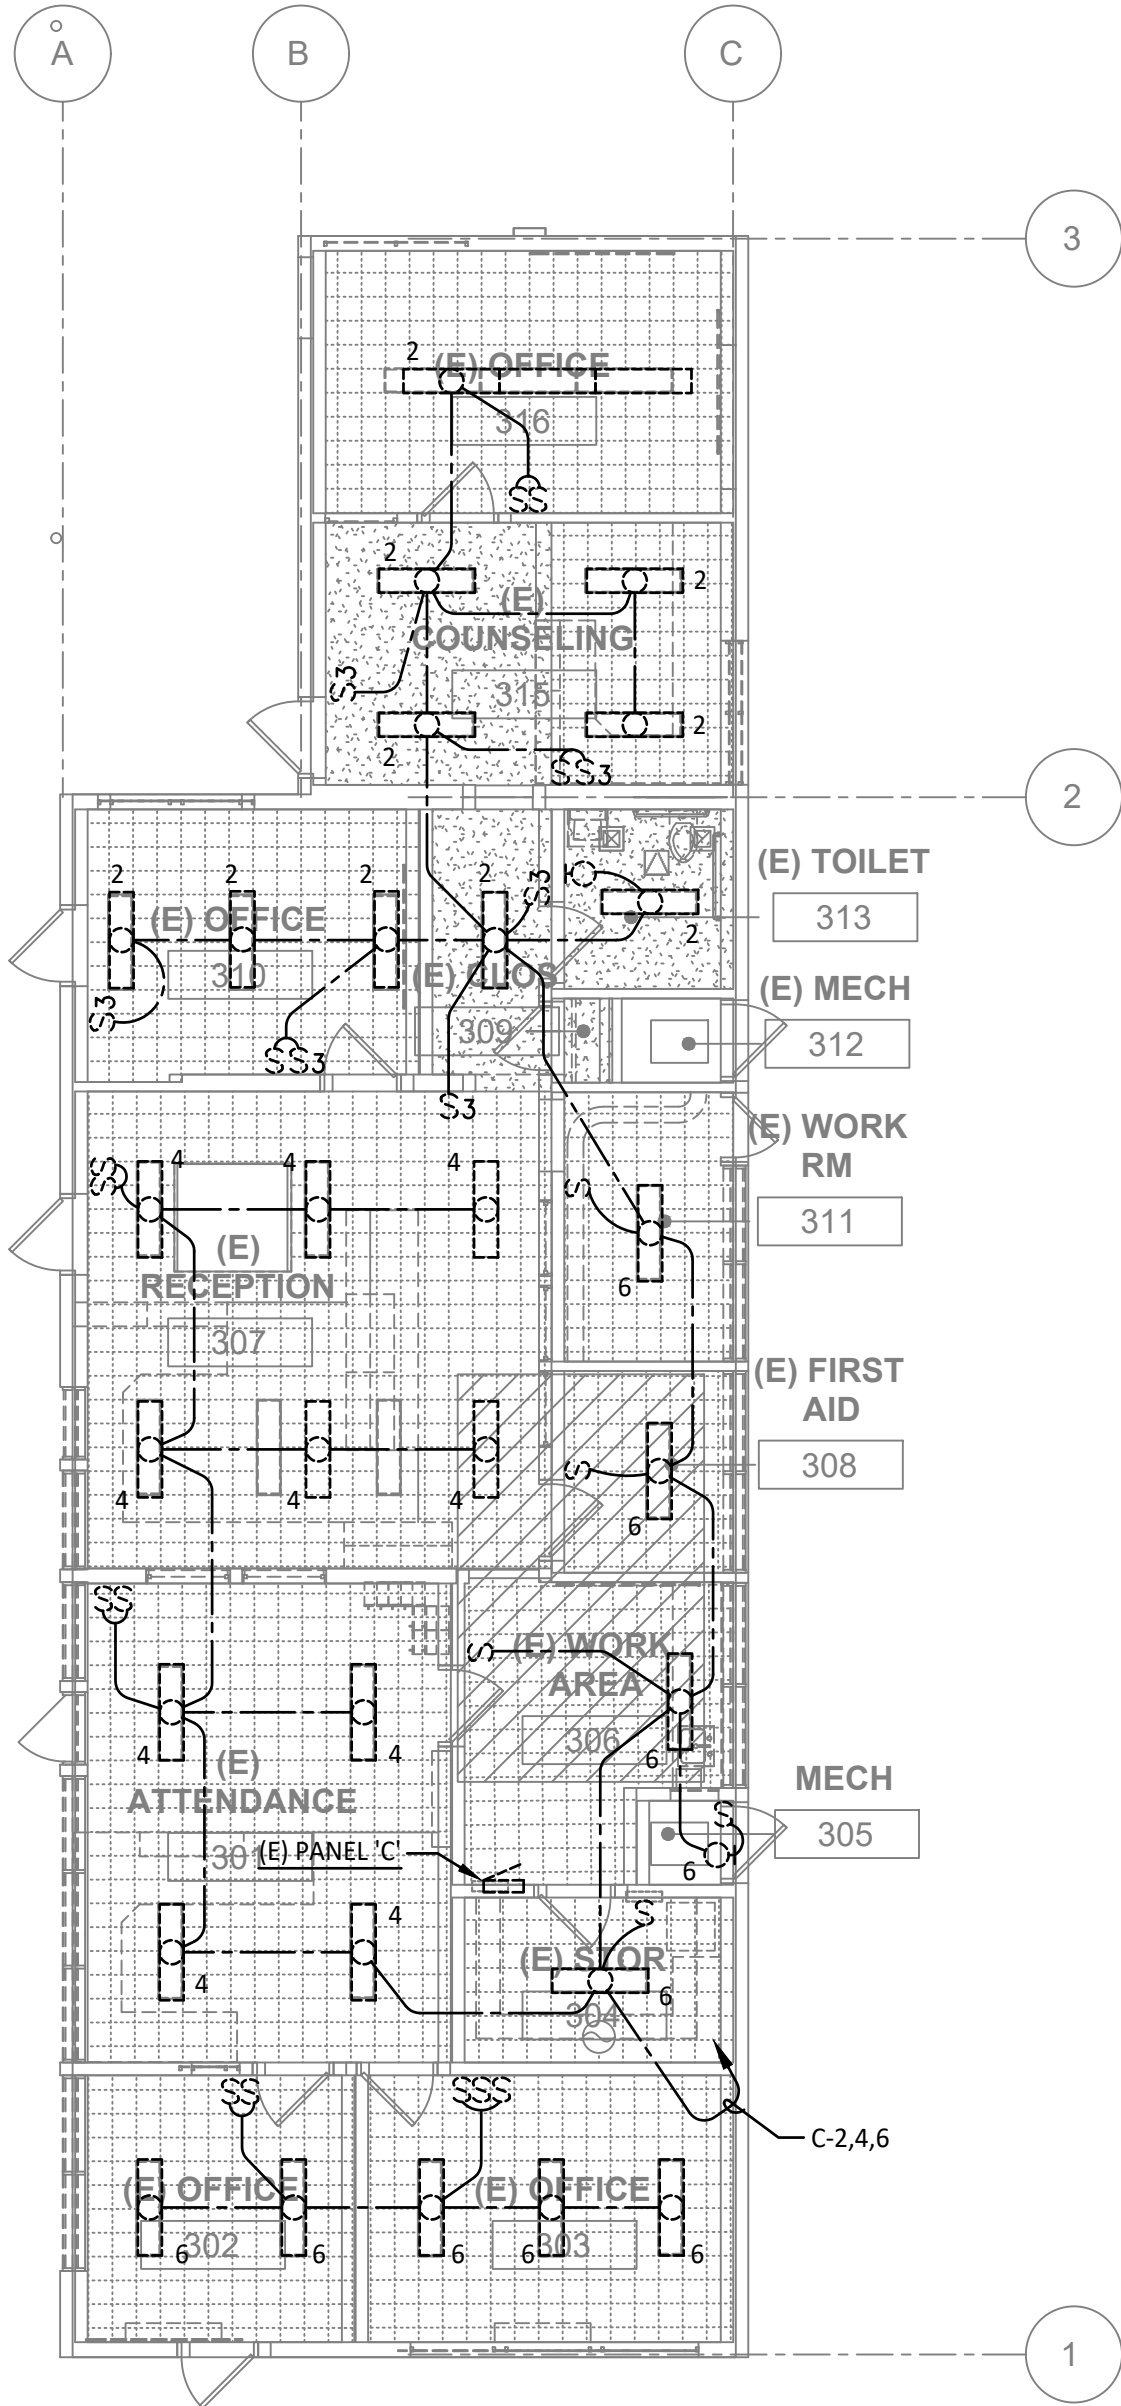 A
B
C
3
2
(E) OFFICE
316
SS
2
2
(E)
COUNSELING
S3
315
2
2
SS3
2
2
2
2
2
S3
(E) TOILET
(E) OFFICE
313
2
310
(E) CLOS
(E) MECH
S3
309
312
SS3
S3
(E) WORK
RM
4
4
4
SS
S
311
(E)
RECEPTION
6
307
(E) FIRST
AID
308
S
4
4
4
6
SS
S
(E) WORK
AREA
306
4
4
6
(E)
ATTENDANCE
MECH
S
305
301
(E) PANEL 'C'
6
4
S
(E) STOR
4
6
304
SS
SSS
C-2,4,6
(E) OFFICE
(E) OFFICE
302
303
6
6
6
6
6
1